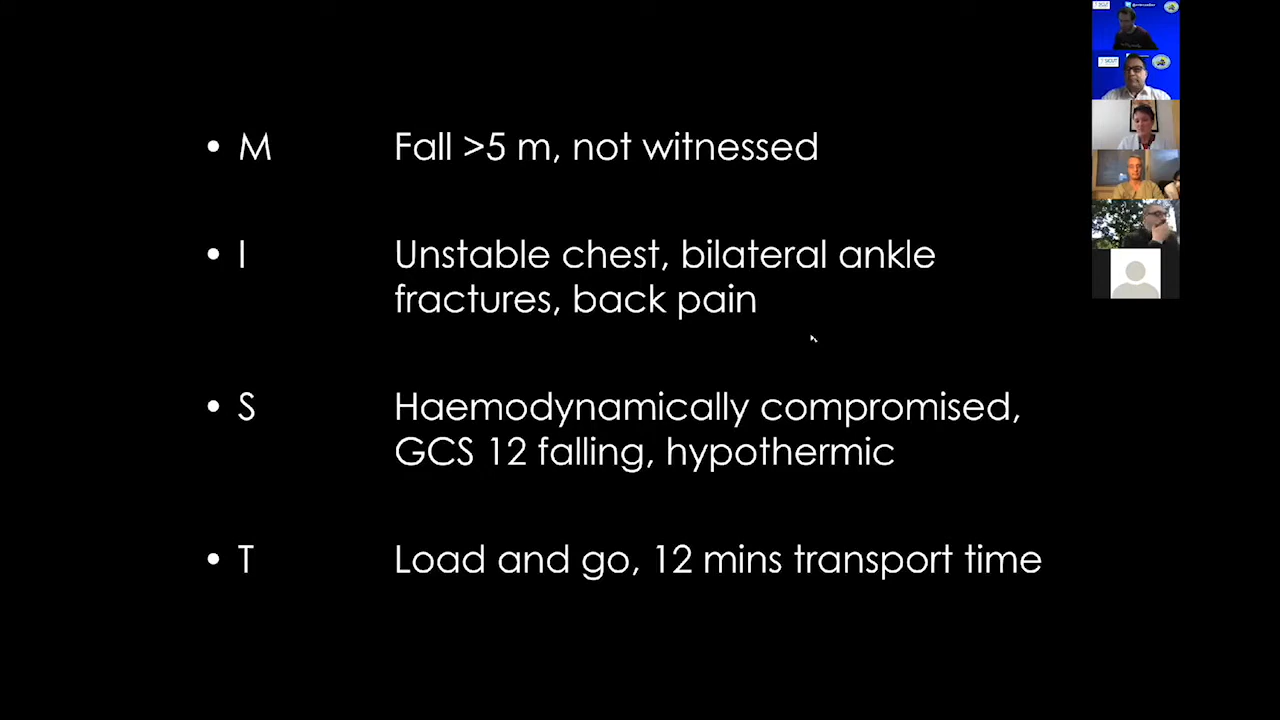 • M Fall >5 m, not witnessed
• I Unstable chest, bilateral ankle
fractures, back pain
• S Haemodynamically compromised,
GCS 12 falling, hypothermic
• T Load and go, 12 mins transport time